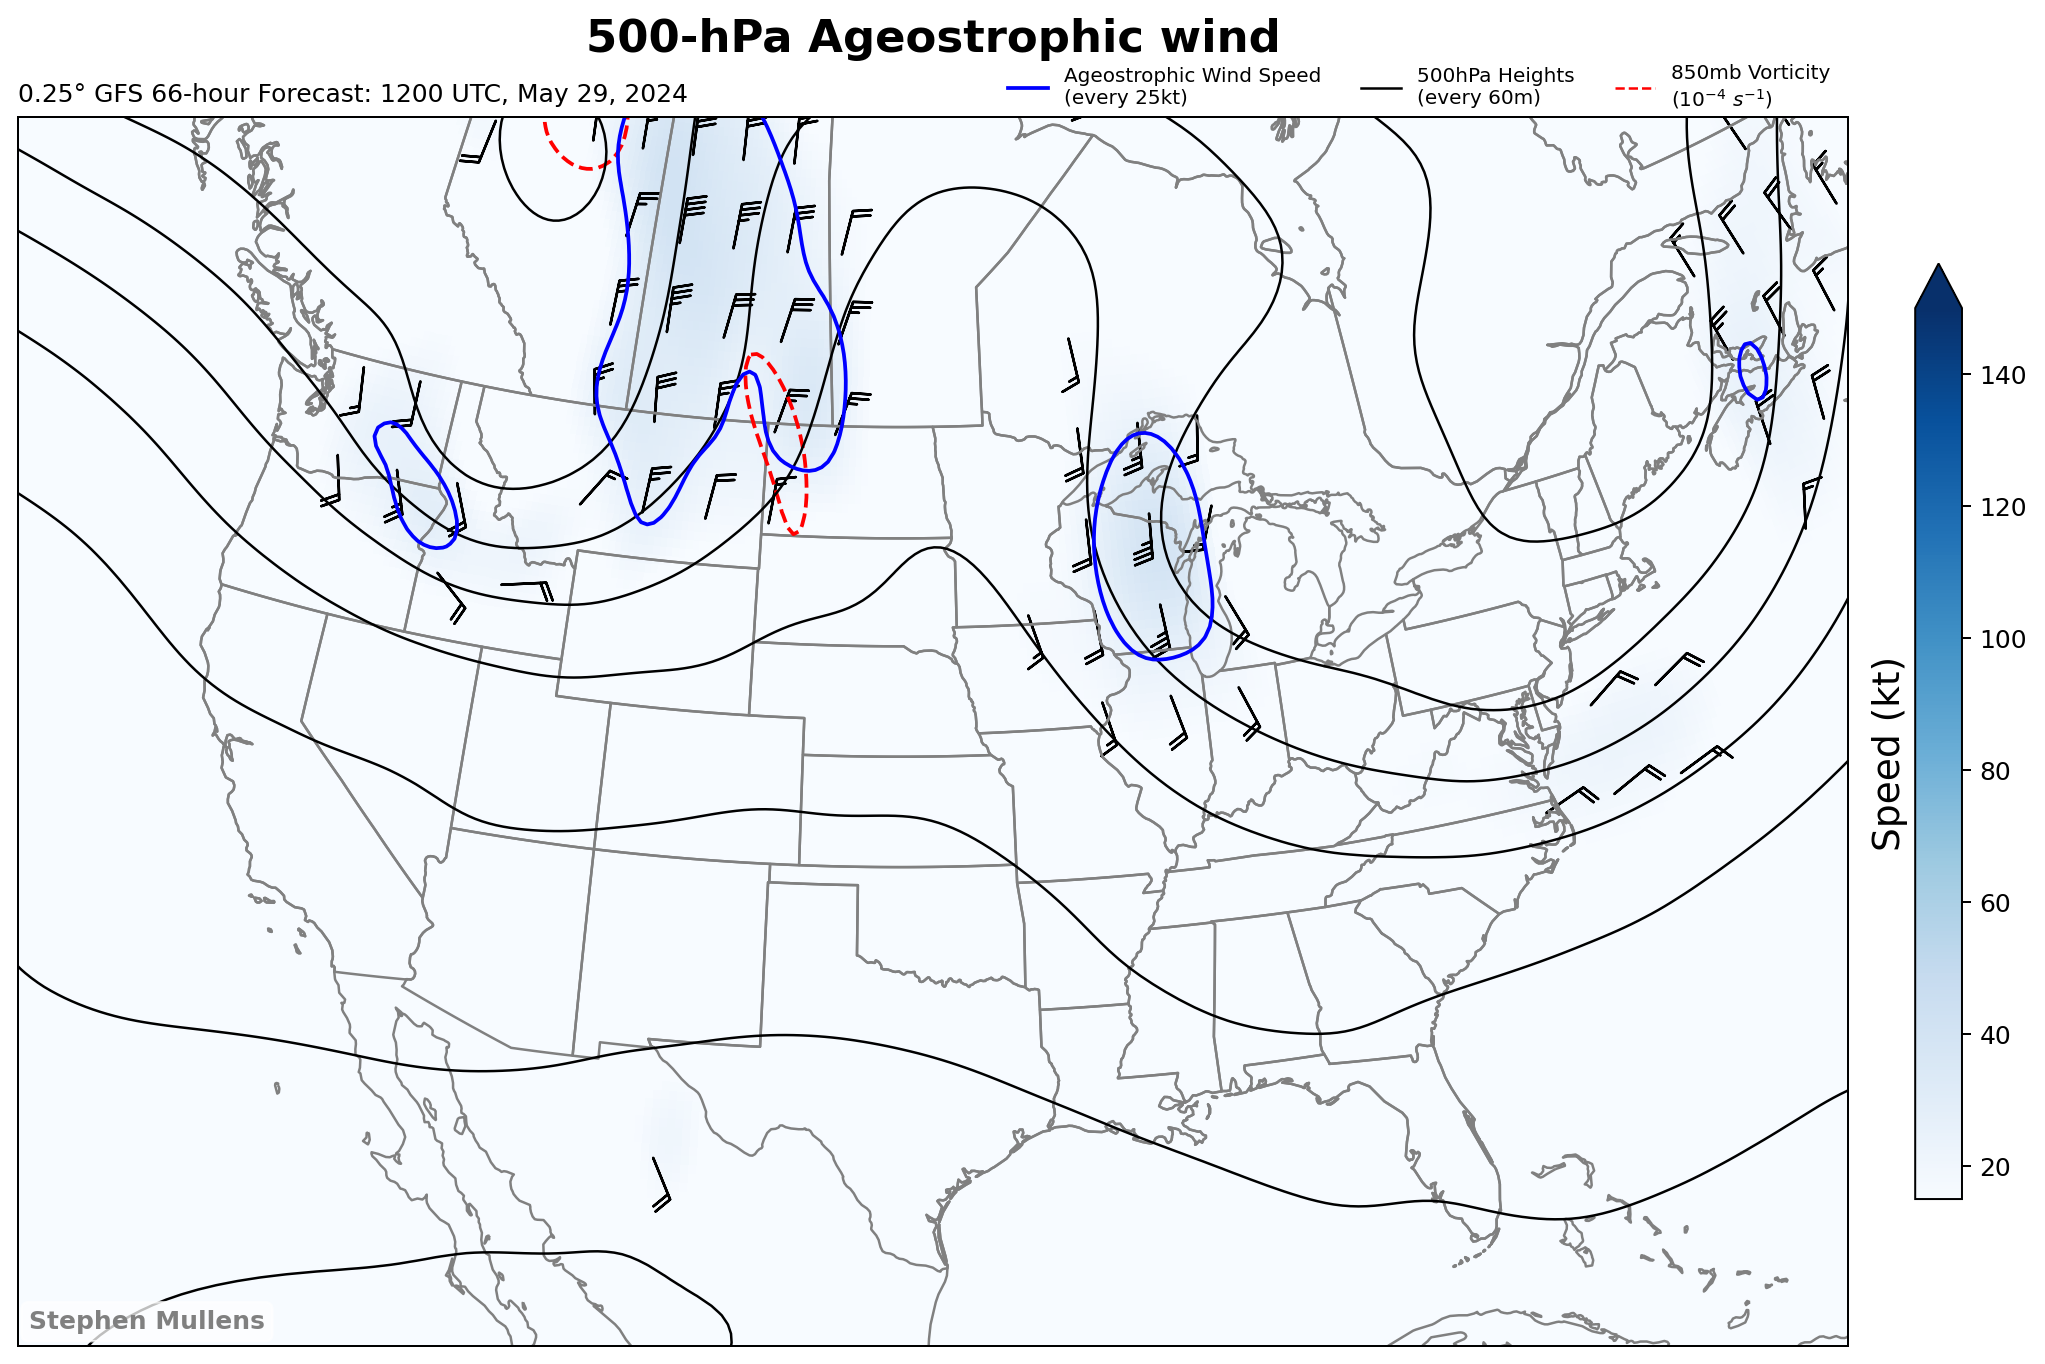 500-hPa Ageostrophic wind
0.25° GFS 66-hour Forecast: 1200 UTC, May 29, 2024
Ageostrophic Wind Speed
(every 25kt)
500hPa Heights
(every 60m)
850mb Vorticity
(10⁻⁴ s⁻¹)
140
120
100
80
60
40
20
Speed (kt)
Stephen Mullens